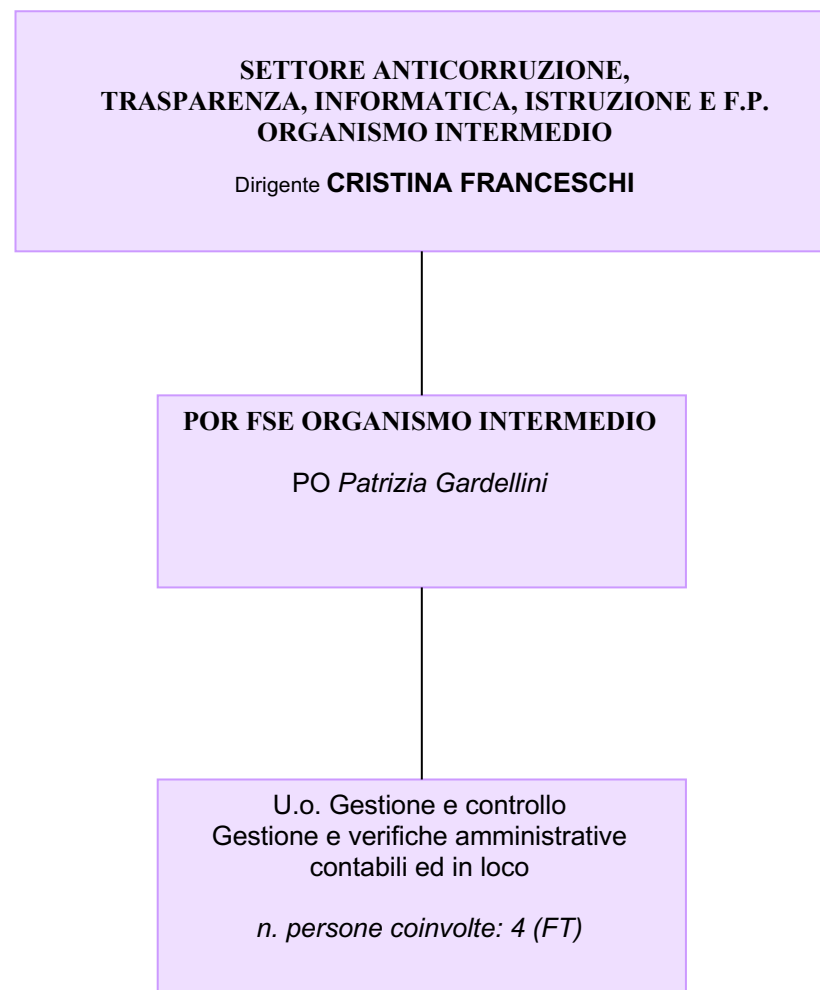 SETTORE ANTICORRUZIONE,
TRASPARENZA, INFORMATICA, ISTRUZIONE E F.P.
ORGANISMO INTERMEDIO
Dirigente CRISTINA FRANCESCHI
POR FSE ORGANISMO INTERMEDIO
PO Patrizia Gardellini
U.o. Gestione e controllo
Gestione e verifiche amministrative
contabili ed in loco
n. persone coinvolte: 4 (FT)